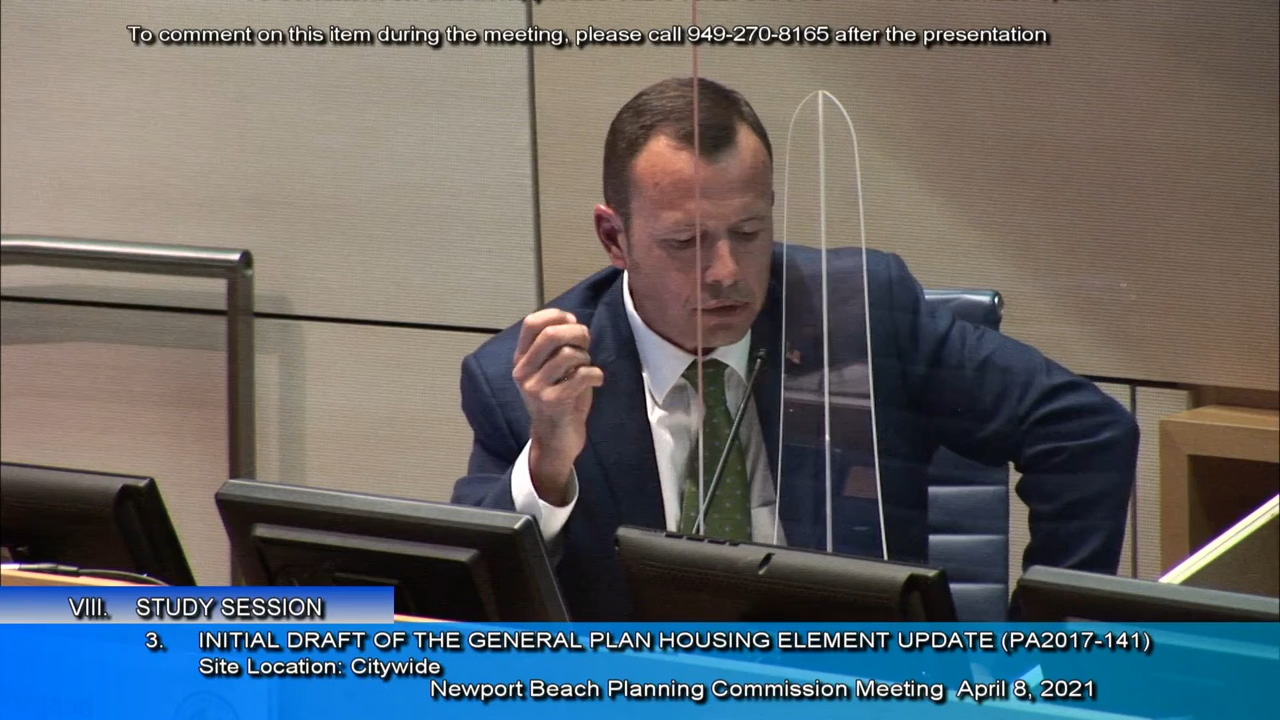 To comment on this item during the meeting, please call 949-270-8165 after the presentation
VIII. STUDY SESSION
3. INITIAL DRAFT OF THE GENERAL PLAN HOUSING ELEMENT UPDATE (PA2017-141)
Site Location: Citywide
Newport Beach Planning Commission Meeting April 8, 2021